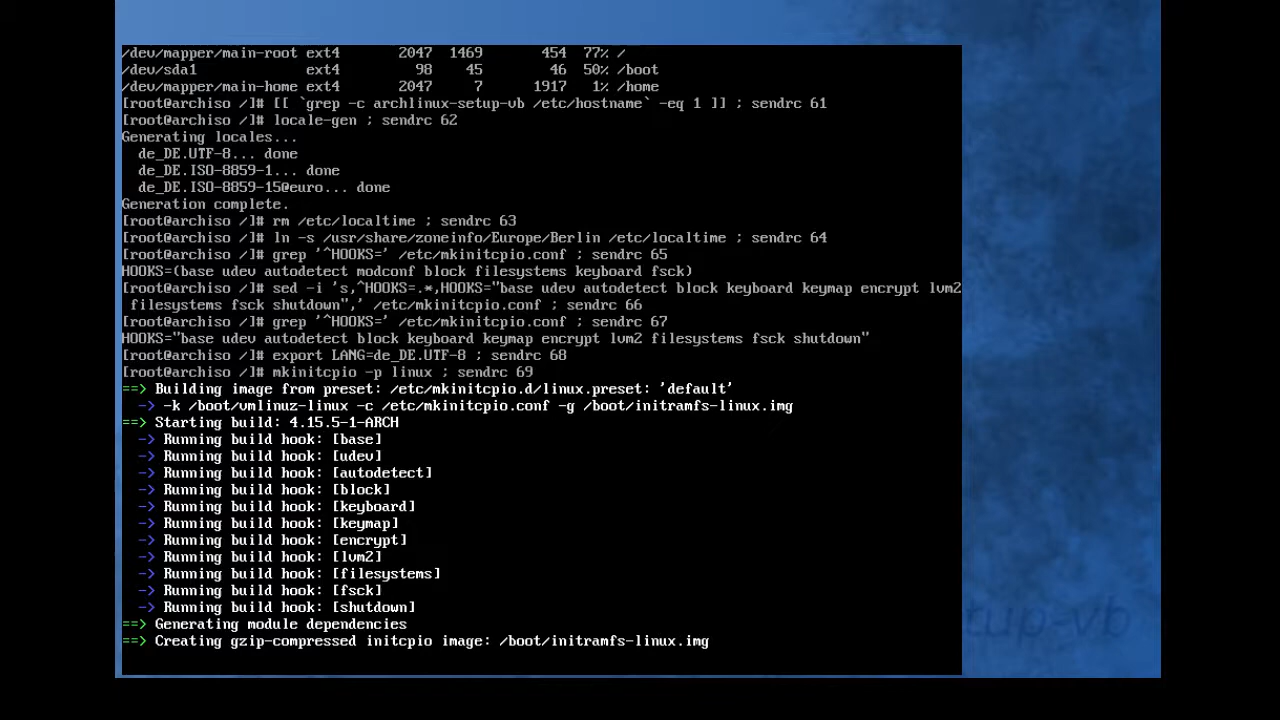 /dev/mapper/main-root ext4       2047  1469       454  77% /
/dev/sda1             ext4         98    45        46  50% /boot
/dev/mapper/main-home ext4       2047     7      1917   1% /home
[root@archiso /]# [[ `grep -c archlinux-setup-vb /etc/hostname` -eq 1 ]] ; sendrc 61
[root@archiso /]# locale-gen ; sendrc 62
Generating locales...
  de_DE.UTF-8... done
  de_DE.ISO-8859-1... done
  de_DE.ISO-8859-15@euro... done
Generation complete.
[root@archiso /]# rm /etc/localtime ; sendrc 63
[root@archiso /]# ln -s /usr/share/zoneinfo/Europe/Berlin /etc/localtime ; sendrc 64
[root@archiso /]# grep '^HOOKS=' /etc/mkinitcpio.conf ; sendrc 65
HOOKS=(base udev autodetect modconf block filesystems keyboard fsck)
[root@archiso /]# sed -i 's,^HOOKS=.*,HOOKS="base udev autodetect block keyboard keymap encrypt lvm2
 filesystems fsck shutdown",' /etc/mkinitcpio.conf ; sendrc 66
[root@archiso /]# grep '^HOOKS=' /etc/mkinitcpio.conf ; sendrc 67
HOOKS="base udev autodetect block keyboard keymap encrypt lvm2 filesystems fsck shutdown"
[root@archiso /]# export LANG=de_DE.UTF-8 ; sendrc 68
[root@archiso /]# mkinitcpio -p linux ; sendrc 69
==> Building image from preset: /etc/mkinitcpio.d/linux.preset: 'default'
  -> -k /boot/vmlinuz-linux -c /etc/mkinitcpio.conf -g /boot/initramfs-linux.img
==> Starting build: 4.15.5-1-ARCH
  -> Running build hook: [base]
  -> Running build hook: [udev]
  -> Running build hook: [autodetect]
  -> Running build hook: [block]
  -> Running build hook: [keyboard]
  -> Running build hook: [keymap]
  -> Running build hook: [encrypt]
  -> Running build hook: [lvm2]
  -> Running build hook: [filesystems]
  -> Running build hook: [fsck]
  -> Running build hook: [shutdown]
==> Generating module dependencies
==> Creating gzip-compressed initcpio image: /boot/initramfs-linux.img
tup-vb